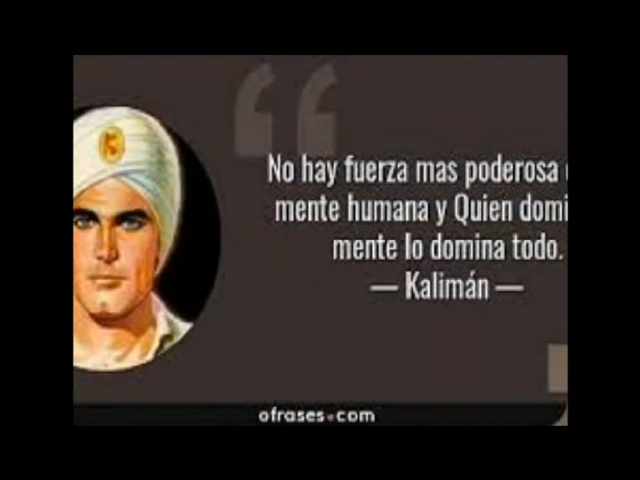 No hay fuerza mas poderosa
mente humana y Quien domi
mente lo domina todo.
— Kalimán —
ofrases.com